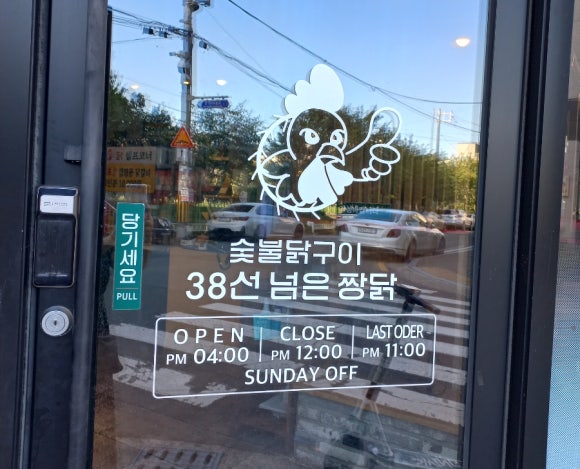 숯불닭구이
38선 넘은 짱닭
당기세요
PULL
OPEN
PM 04:00
CLOSE
PM 12:00
LAST ODER
PM 11:00
SUNDAY OFF